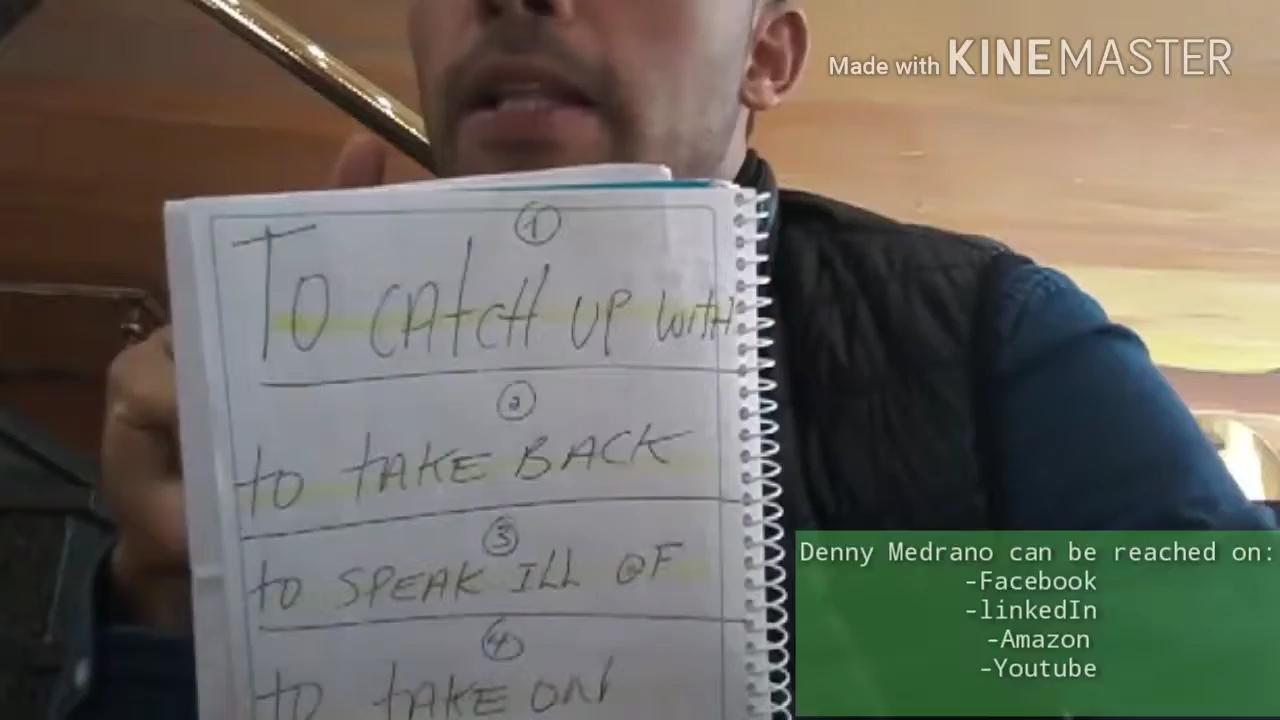 Made with KINEMASTER
1
TO CAtCH UP WITH
2
to tAKE BACK
3
to SPEAK ILL OF
4
to tAKE ON
Denny Medrano can be reached on:
-Facebook
-linkedIn
-Amazon
-Youtube